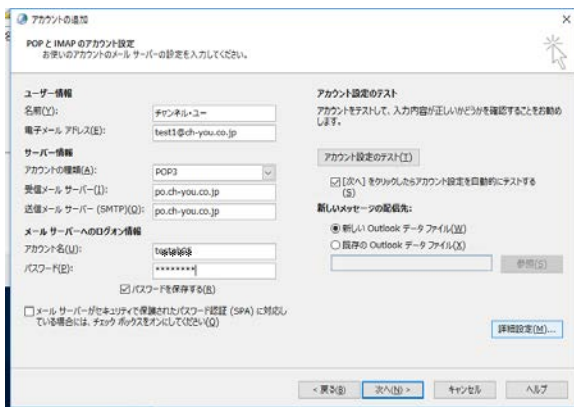 アカウントの追加
POP と IMAP のアカウント設定
お使いのアカウントのメール サーバーの設定を入力してください。
ユーザー情報
名前(Y):
チャンネル・ユー
電子メール アドレス(E):
test1@ch-you.co.jp
サーバー情報
アカウントの種類(A):
POP3
受信メール サーバー(I):
po.ch-you.co.jp
送信メール サーバー (SMTP)(O):
po.ch-you.co.jp
メール サーバーへのログオン情報
アカウント名(U):
パスワード(P):
********
パスワードを保存する(R)
メール サーバーがセキュリティで保護されたパスワード認証 (SPA) に対応し
ている場合には、チェック ボックスをオンにしてください(Q)
アカウント設定のテスト
アカウントをテストして、入力内容が正しいかどうかを確認することをお勧め
します。
アカウント設定のテスト(T)
[次へ] をクリックしたらアカウント設定を自動的にテストする
(S)
新しいメッセージの配信先:
新しい Outlook データ ファイル(W)
既存の Outlook データ ファイル(X)
参照(S)
詳細設定(M)...
< 戻る(B)
次へ(N) >
キャンセル
ヘルプ